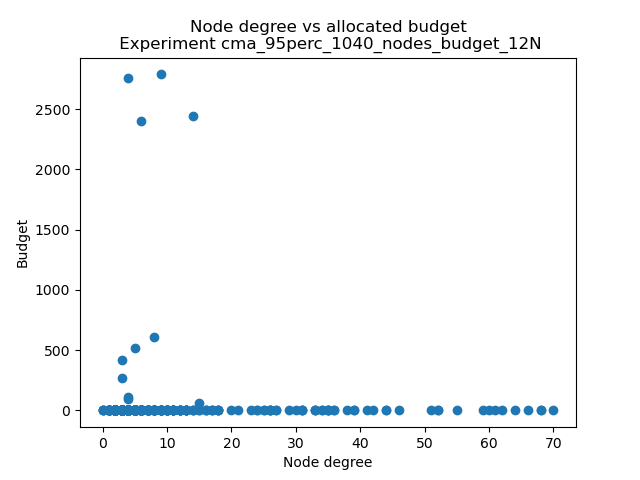 Node degree vs allocated budget
Experiment cma_95perc_1040_nodes_budget_12N
2500
2000
1500
1000
500
0
Budget
0 10 20 30 40 50 60 70
Node degree